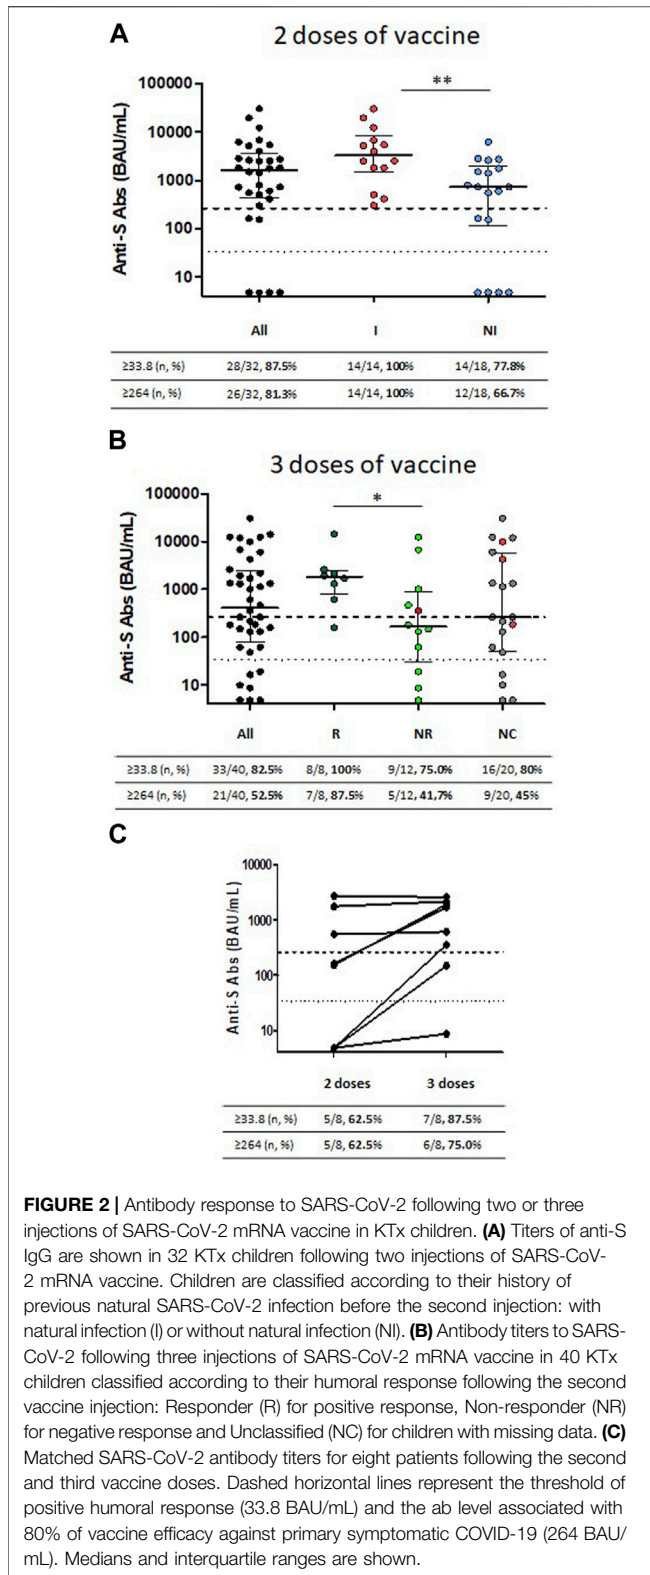 A
2 doses of vaccine
**
100000
10000
1000
100
10
Anti-S Abs (BAU/mL)
All I NI
≥33.8 (n, %) 28/32, 87.5% 14/14, 100% 14/18, 77.8%
≥264 (n, %) 26/32, 81.3% 14/14, 100% 12/18, 66.7%
B
3 doses of vaccine
*
100000
10000
1000
100
10
Anti-S Abs (BAU/mL)
All R NR NC
≥33.8 (n, %) 33/40, 82.5% 8/8, 100% 9/12, 75.0% 16/20, 80%
≥264 (n, %) 21/40, 52.5% 7/8, 87.5% 5/12, 41,7% 9/20, 45%
C
10000
1000
100
10
Anti-S Abs (BAU/mL)
2 doses 3 doses
≥33.8 (n, %) 5/8, 62.5% 7/8, 87.5%
≥264 (n, %) 5/8, 62.5% 6/8, 75.0%
FIGURE 2 | Antibody response to SARS-CoV-2 following two or three
injections of SARS-CoV-2 mRNA vaccine in KTx children. (A) Titers of anti-S
IgG are shown in 32 KTx children following two injections of SARS-CoV-
2 mRNA vaccine. Children are classified according to their history of
previous natural SARS-CoV-2 infection before the second injection: with
natural infection (I) or without natural infection (NI). (B) Antibody titers to SARS-
CoV-2 following three injections of SARS-CoV-2 mRNA vaccine in 40 KTx
children classified according to their humoral response following the second
vaccine injection: Responder (R) for positive response, Non-responder (NR)
for negative response and Unclassified (NC) for children with missing data. (C)
Matched SARS-CoV-2 antibody titers for eight patients following the second
and third vaccine doses. Dashed horizontal lines represent the threshold of
positive humoral response (33.8 BAU/mL) and the ab level associated with
80% of vaccine efficacy against primary symptomatic COVID-19 (264 BAU/
mL). Medians and interquartile ranges are shown.